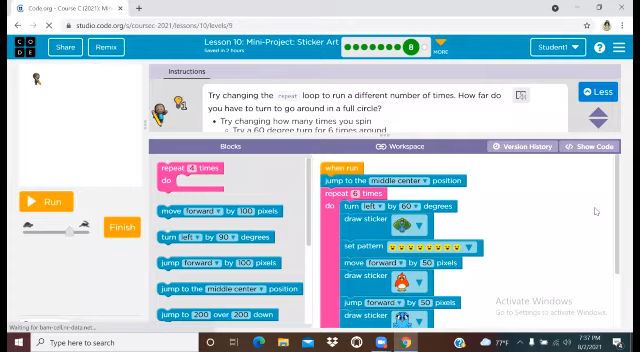 Code.org - Course C (2021) Less
studio.code.org/s/coursec-2021/lessons/10/levels/9
CO
DE
Share
Remix
Lesson 10: Mini-Project: Sticker Art
Saved in 2 hours
8
MORE
Student1
Instructions
Try changing the repeat loop to run a different number of times. How far do
you have to turn to go around in a full circle?
• Try changing how many times you spin
Try a 60 degree turn for 6 times around
Less
Blocks
Workspace
Version History
</> Show Code
repeat 4 times
do
move forward by 100 pixels
turn left by 90 degrees
jump forward by 100 pixels
jump to the middle center position
jump to 200 over 200 down
Run
Finish
when run
jump to the middle center position
repeat 6 times
do
turn left by 60 degrees
draw sticker
set pattern
move forward by 50 pixels
draw sticker
jump forward by 50 pixels
draw sticker
Activate Windows
Go to Settings to activate Windows.
Waiting for bam-cell.nr-data.net...
Type here to search
77°F
7:37 PM
8/2/2021